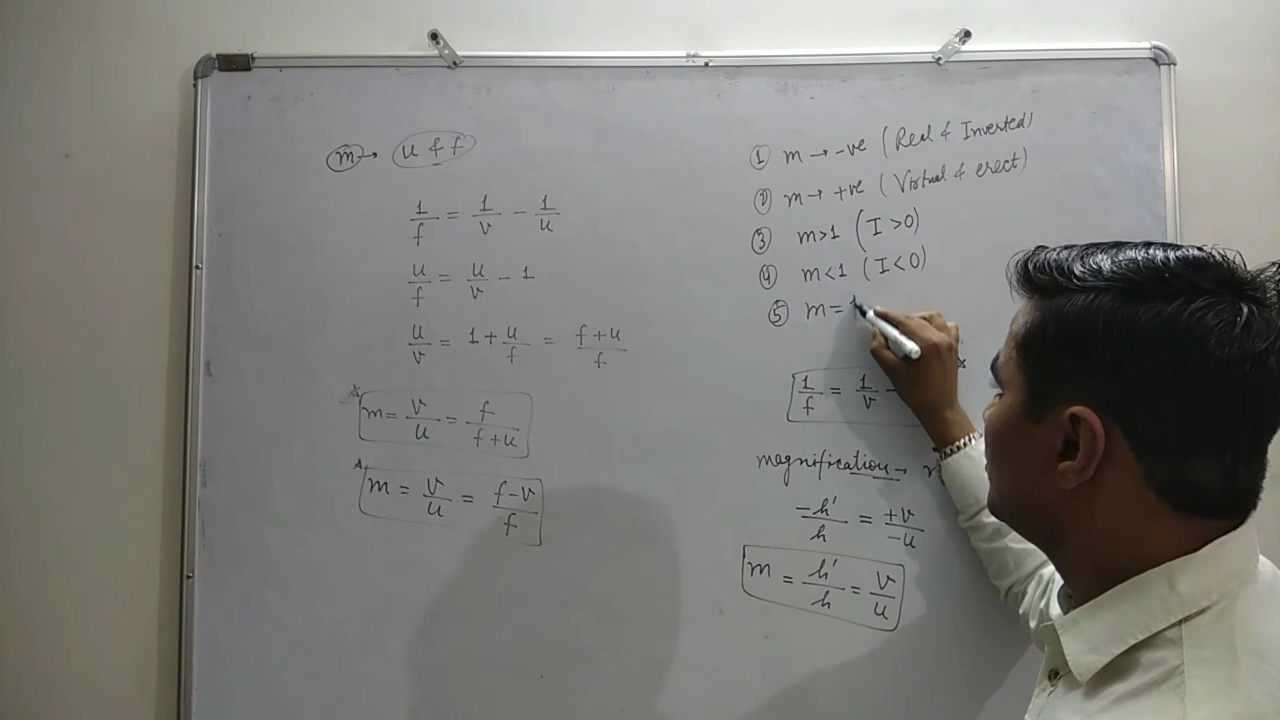 m → u & f
1/f = 1/v - 1/u
u/f = u/v - 1
u/v = 1 + u/f = f+u/f
m = v/u = f/f+u
m = v/u = f-v/f
① m → -ve (Real & Inverted)
② m → +ve (Virtual & erect)
③ m>1 (I >0)
④ m<1 (I<0)
⑤ m = 1
1/f = 1/v -
magnification →
-h'/h = +v/-u
m = h'/h = v/u